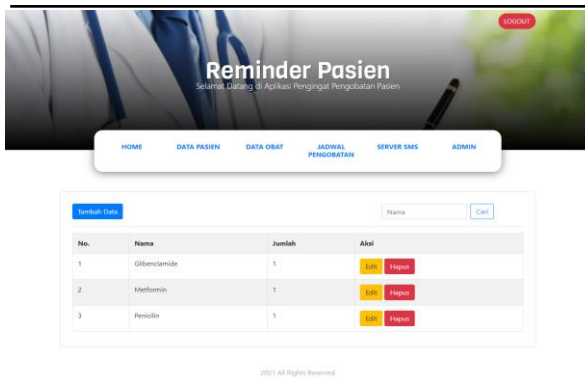 LOGOUT
Reminder Pasien
Selamat Datang di Aplikasi Pengingat Pengobatan Pasien
HOME DATA PASIEN DATA OBAT JADWAL PENGOBATAN SERVER SMS ADMIN
Tambah Data Nama Cari
No. Nama Jumlah Aksi
1 Glibenclamide 1 Edit Hapus
2 Metformin 1 Edit Hapus
3 Penicilin 1 Edit Hapus
2021 All Rights Reserved